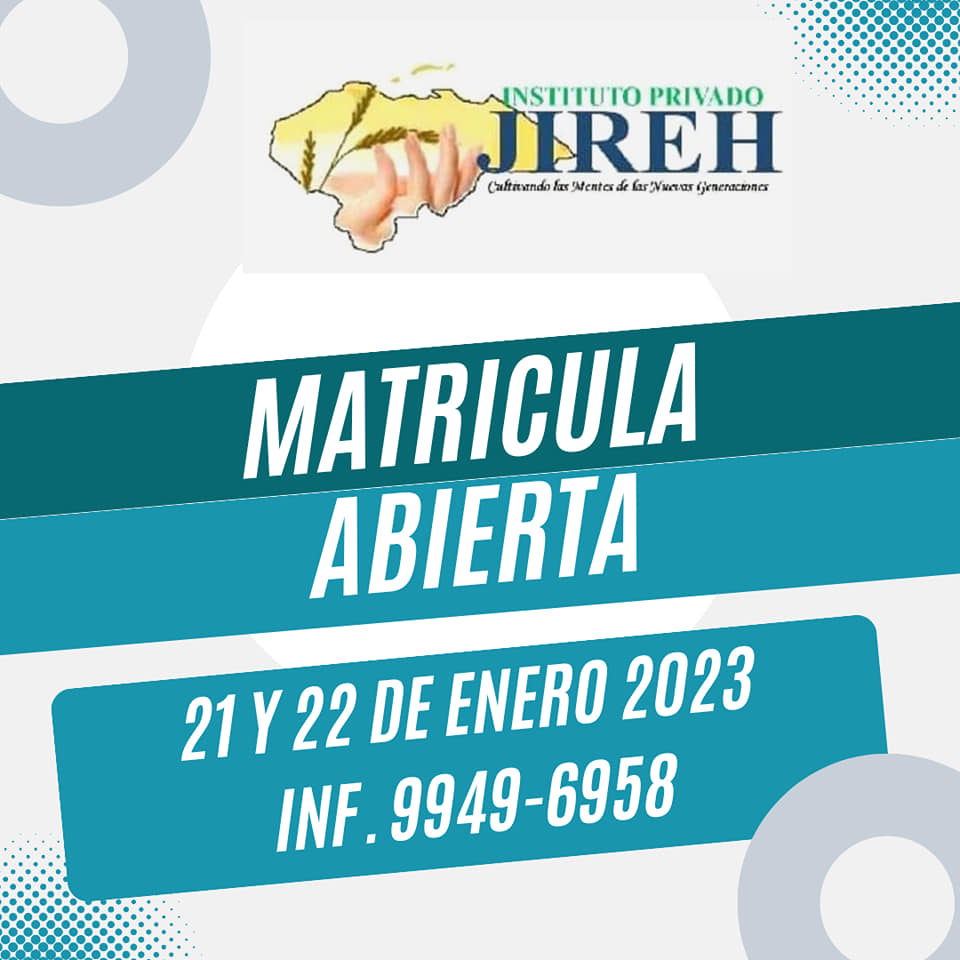 INSTITUTO PRIVADO
JIREH
Cultivando las Mentes de las Nuevas Generaciones
MATRICULA
ABIERTA
21 Y 22 DE ENERO 2023
INF. 9949-6958